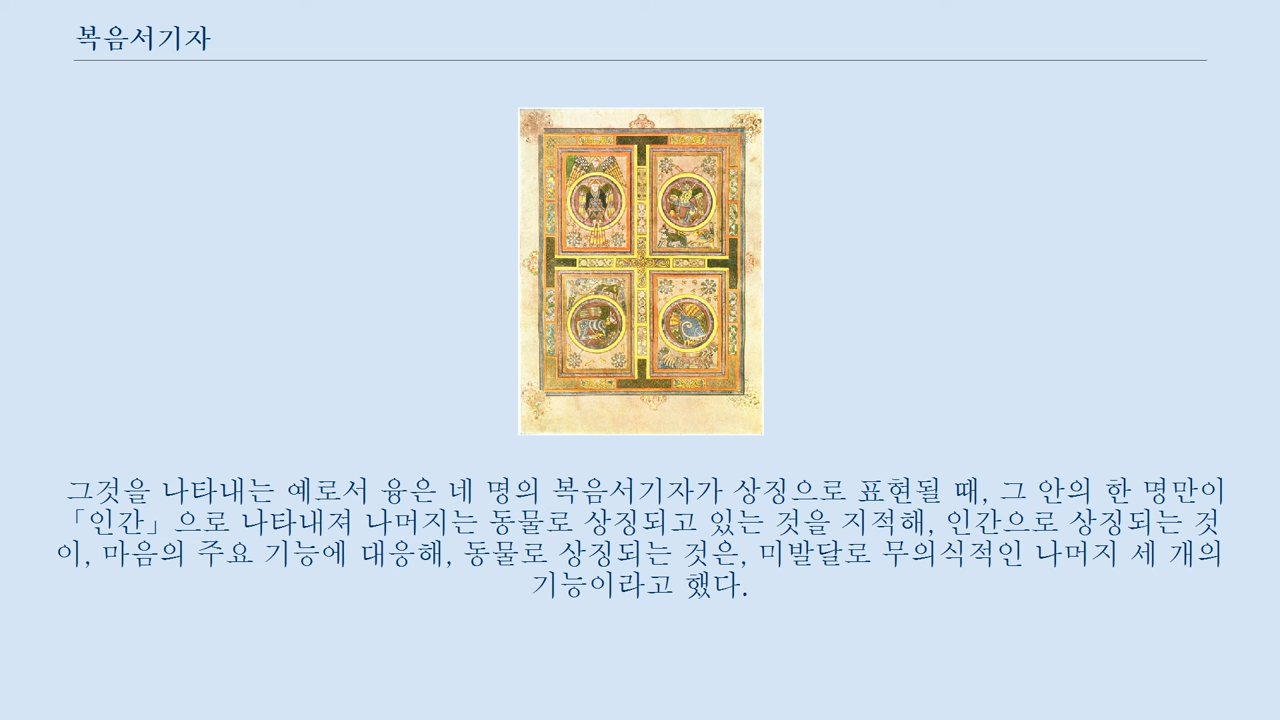 복음서기자
그것을 나타내는 예로서 융은 네 명의 복음서기자가 상징으로 표현될 때, 그 안의 한 명만이
「인간」으로 나타내져 나머지는 동물로 상징되고 있는 것을 지적해, 인간으로 상징되는 것
이, 마음의 주요 기능에 대응해, 동물로 상징되는 것은, 미발달로 무의식적인 나머지 세 개의
기능이라고 했다.